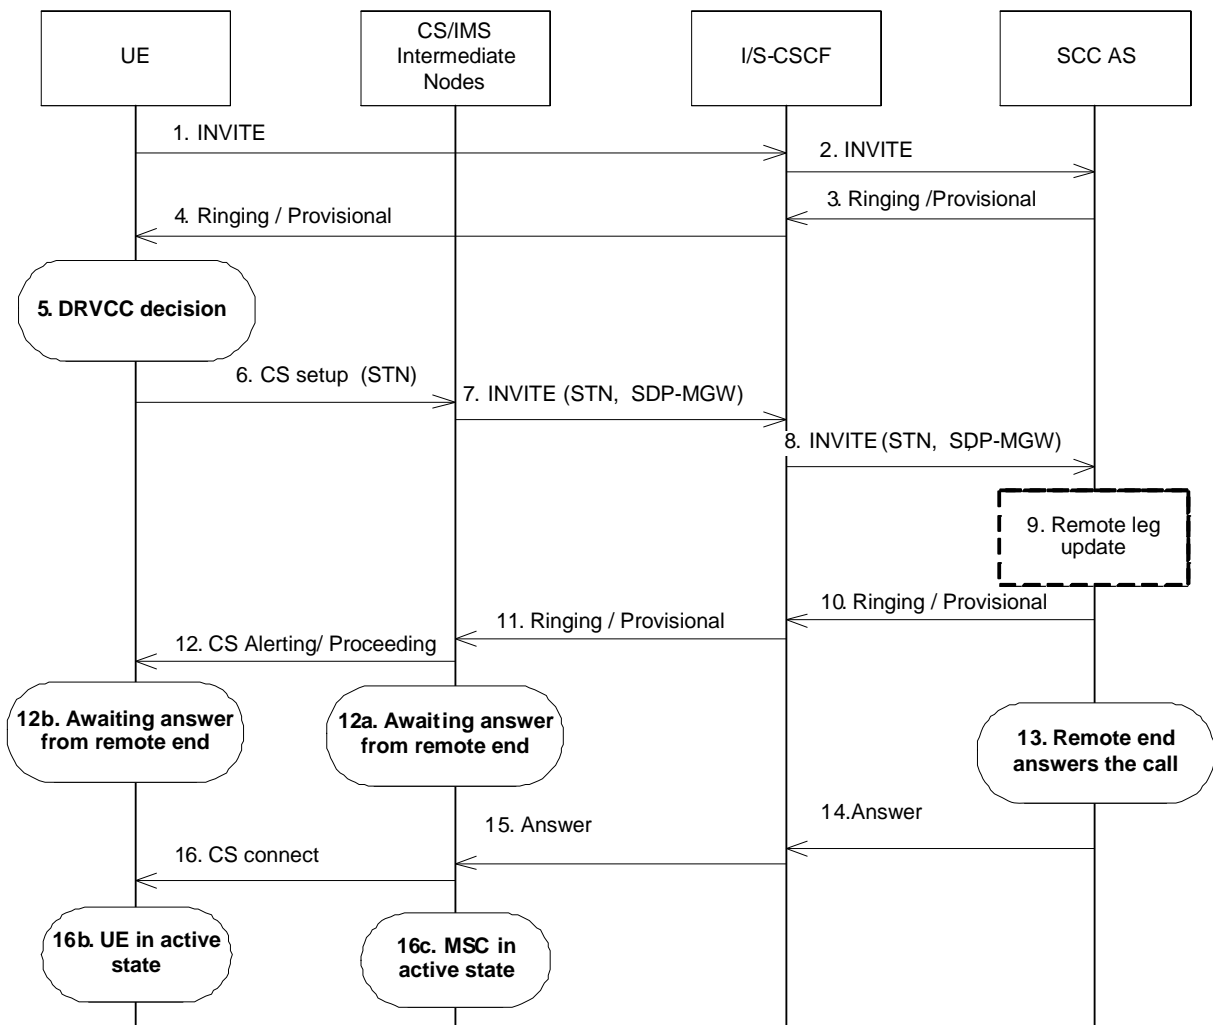 UE
CS/IMS
Intermediate
Nodes
I/S-CSCF
SCC AS
1. INVITE
2. INVITE
3. Ringing /Provisional
4. Ringing / Provisional
5. DRVCC decision
6. CS setup (STN)
7. INVITE (STN, SDP-MGW)
8. INVITE (STN, SDP-MGW)
9. Remote leg
update
10. Ringing / Provisional
11. Ringing / Provisional
12. CS Alerting/ Proceeding
12b. Awaiting answer
from remote end
12a. Awaiting answer
from remote end
13. Remote end
answers the call
14.Answer
15. Answer
16. CS connect
16b. UE in active
state
16c. MSC in
active state